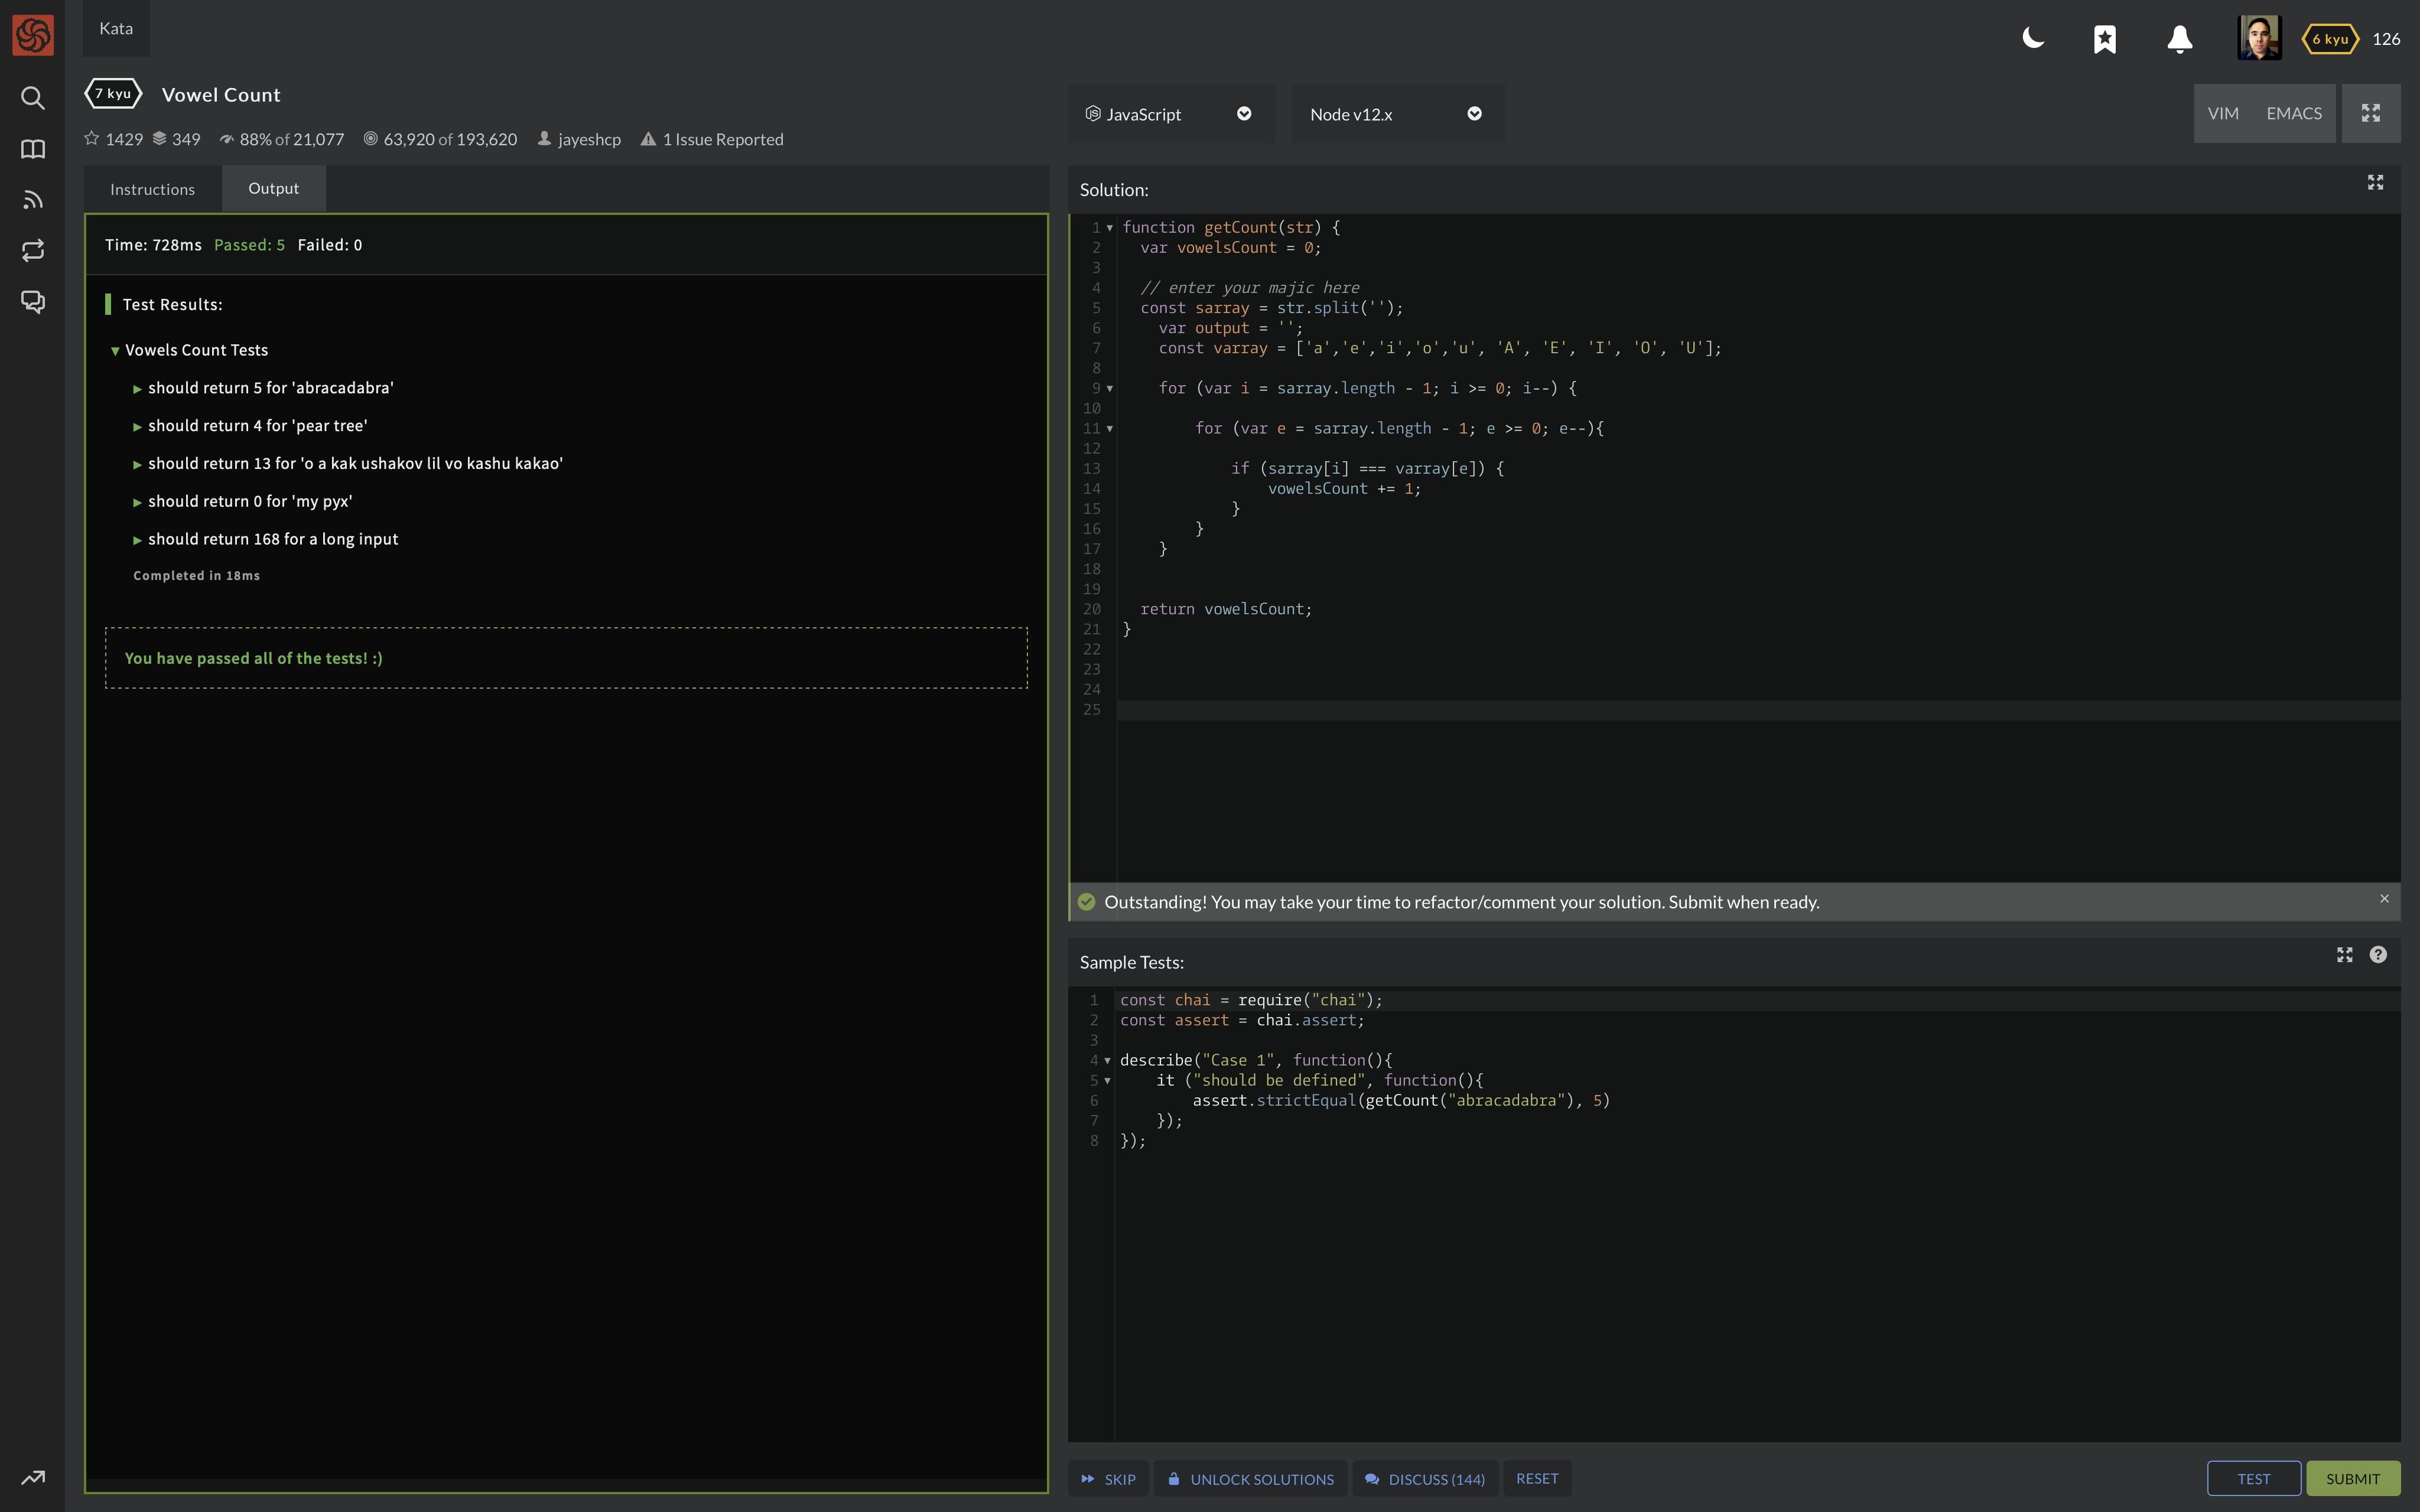 Kata
6 kyu 126
7 kyu Vowel Count
1429 349 88% of 21,077 63,920 of 193,620 jayeshcp 1 Issue Reported
JavaScript Node v12.x VIM EMACS
Instructions Output
Time: 728ms Passed: 5 Failed: 0
Test Results:
▼ Vowels Count Tests
▶ should return 5 for 'abracadabra'
▶ should return 4 for 'pear tree'
▶ should return 13 for 'o a kak ushakov lil vo kashu kakao'
▶ should return 0 for 'my pyx'
▶ should return 168 for a long input
Completed in 18ms
You have passed all of the tests! :)
Solution:
1 function getCount(str) {
2   var vowelsCount = 0;
3
4   // enter your majic here
5   const sarray = str.split('');
6     var output = '';
7     const varray = ['a','e','i','o','u', 'A', 'E', 'I', 'O', 'U'];
8
9     for (var i = sarray.length - 1; i >= 0; i--) {
10
11         for (var e = sarray.length - 1; e >= 0; e--){
12
13             if (sarray[i] === varray[e]) {
14                 vowelsCount += 1;
15             }
16         }
17     }
18
19
20   return vowelsCount;
21 }
22
23
24
25
Outstanding! You may take your time to refactor/comment your solution. Submit when ready. ×
Sample Tests:
1 const chai = require("chai");
2 const assert = chai.assert;
3
4 describe("Case 1", function(){
5     it ("should be defined", function(){
6         assert.strictEqual(getCount("abracadabra"), 5)
7     });
8 });
SKIP UNLOCK SOLUTIONS DISCUSS (144) RESET TEST SUBMIT